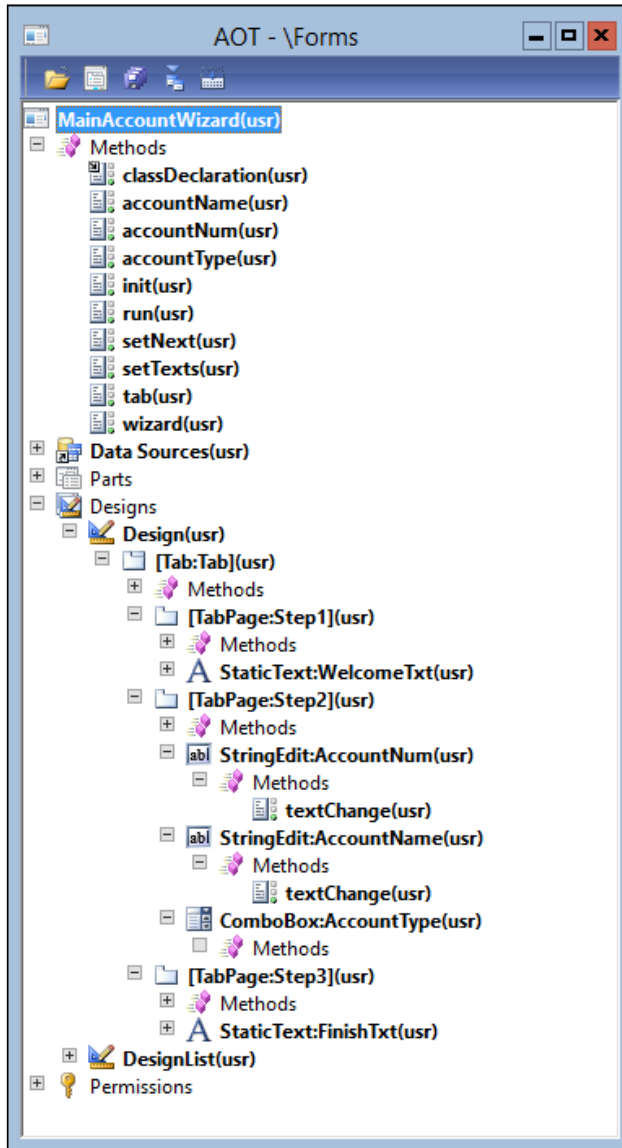 AOT - \Forms
MainAccountWizard(usr)
Methods
classDeclaration(usr)
accountName(usr)
accountNum(usr)
accountType(usr)
init(usr)
run(usr)
setNext(usr)
setTexts(usr)
tab(usr)
wizard(usr)
Data Sources(usr)
Parts
Designs
Design(usr)
[Tab:Tab](usr)
Methods
[TabPage:Step1](usr)
Methods
A StaticText:WelcomeTxt(usr)
[TabPage:Step2](usr)
Methods
abl StringEdit:AccountNum(usr)
Methods
textChange(usr)
abl StringEdit:AccountName(usr)
Methods
textChange(usr)
ComboBox:AccountType(usr)
Methods
[TabPage:Step3](usr)
Methods
A StaticText:FinishTxt(usr)
DesignList(usr)
Permissions